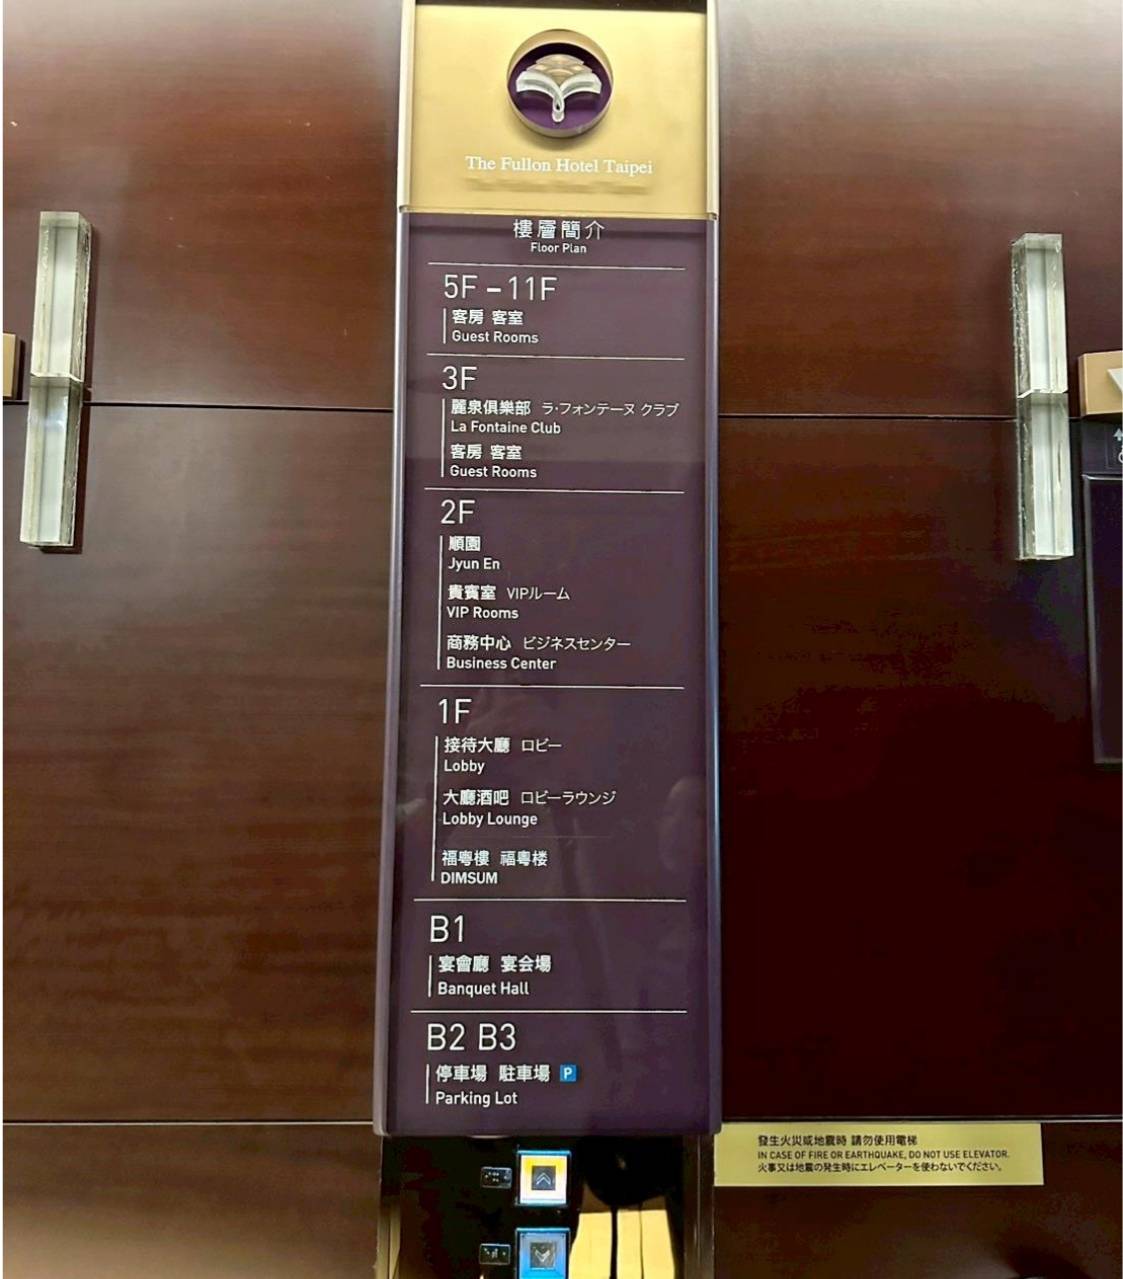 The Fullon Hotel Taipei
樓層簡介
Floor Plan
5F – 11F
客房 客室
Guest Rooms
3F
麗泉俱樂部 ラ・フォンテーヌ クラブ
La Fontaine Club
客房 客室
Guest Rooms
2F
順園
Jyun En
貴賓室 VIPルーム
VIP Rooms
商務中心 ビジネスセンター
Business Center
1F
接待大廳 ロビー
Lobby
大廳酒吧 ロビーラウンジ
Lobby Lounge
福粵樓 福粤楼
DIMSUM
B1
宴會廳 宴会場
Banquet Hall
B2 B3
停車場 駐車場 P
Parking Lot
發生火災或地震時 請勿使用電梯
IN CASE OF FIRE OR EARTHQUAKE, DO NOT USE ELEVATOR.
火事又は地震の発生時にエレベーターを使わないでください。